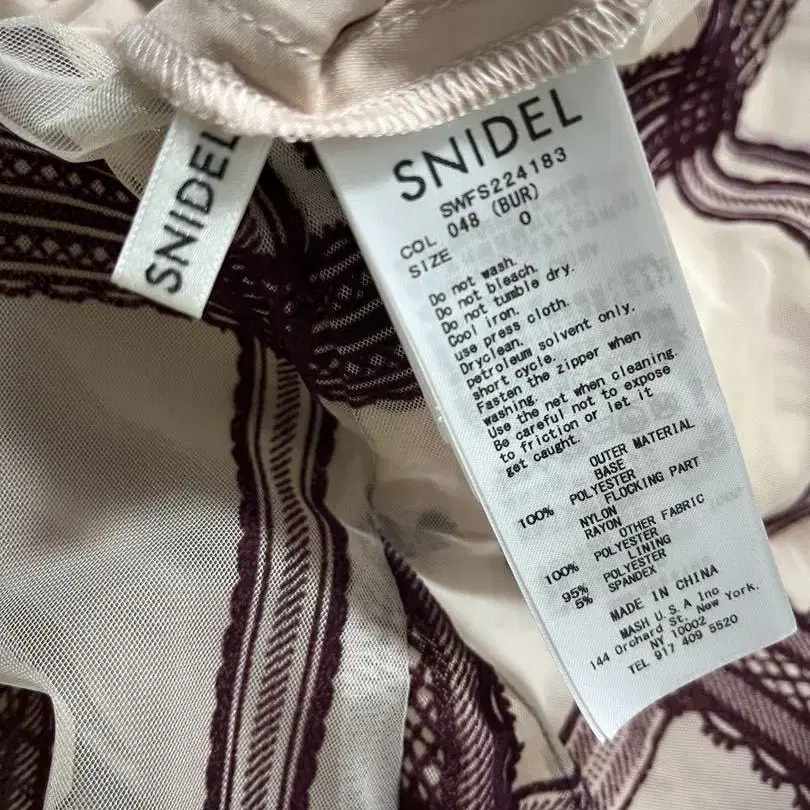 SNIDEL
SNIDEL
SWFS224183
COL 048 (BUR)
SIZE 0
Do not wash.
Do not bleach.
Do not tumble dry.
Cool iron.
use press cloth.
Dryclean.
petroleum solvent only.
short cycle.
Fasten the zipper when
washing.
Use the net when cleaning.
Be careful not to expose
to friction or let it
get caught.
OUTER MATERIAL
BASE
100% POLYESTER
FLOCKING PART
NYLON
RAYON
OTHER FABRIC
100% POLYESTER
LINING
95% POLYESTER
5% SPANDEX
MADE IN CHINA
MASH U.S.A Inc
144 Orchard St, New York.
NY 10002
TEL 917 409 5520